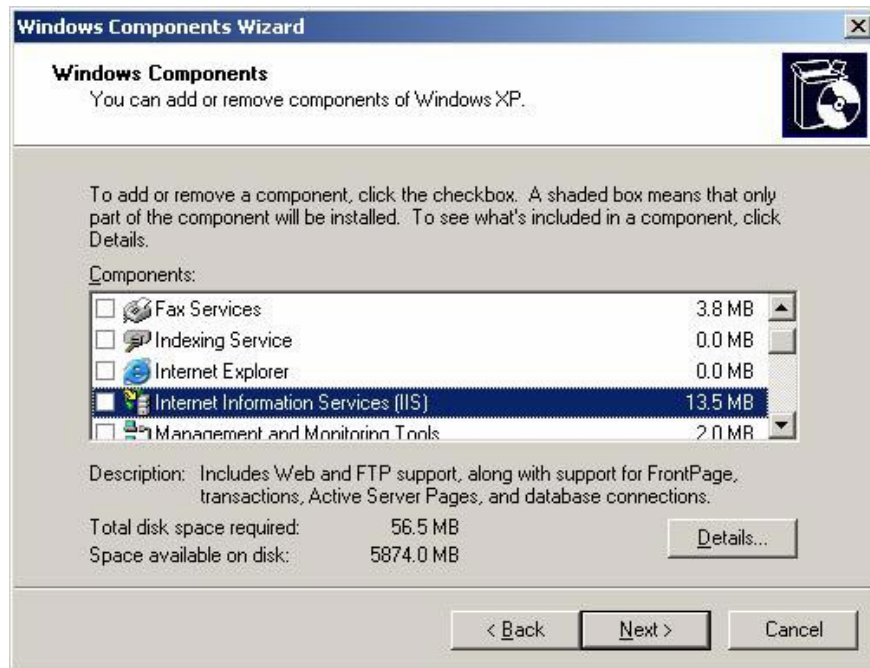 Windows Components Wizard
Windows Components
You can add or remove components of Windows XP.
To add or remove a component, click the checkbox. A shaded box means that only
part of the component will be installed. To see what's included in a component, click
Details.
Components:
Fax Services 3.8 MB
Indexing Service 0.0 MB
Internet Explorer 0.0 MB
Internet Information Services (IIS) 13.5 MB
Management and Monitoring Tools 2.0 MB
Description: Includes Web and FTP support, along with support for FrontPage,
transactions, Active Server Pages, and database connections.
Total disk space required: 56.5 MB
Space available on disk: 5874.0 MB
Details...
< Back Next > Cancel